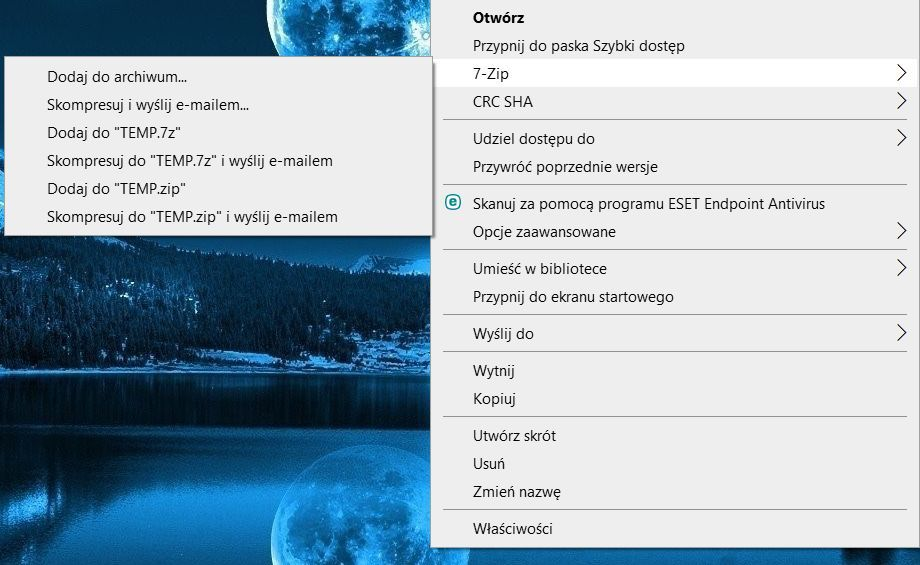 Otwórz
Przypnij do paska Szybki dostęp
7-Zip
CRC SHA
Udziel dostępu do
Przywróć poprzednie wersje
Skanuj za pomocą programu ESET Endpoint Antivirus
Opcje zaawansowane
Umieść w bibliotece
Przypnij do ekranu startowego
Wyślij do
Wytnij
Kopiuj
Utwórz skrót
Usuń
Zmień nazwę
Właściwości
Dodaj do archiwum...
Skompresuj i wyślij e-mailem...
Dodaj do "TEMP.7z"
Skompresuj do "TEMP.7z" i wyślij e-mailem
Dodaj do "TEMP.zip"
Skompresuj do "TEMP.zip" i wyślij e-mailem